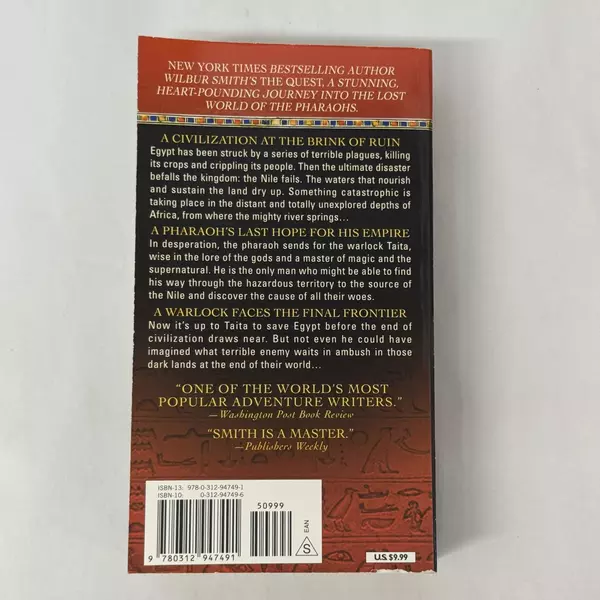 NEW YORK TIMES BESTSELLING AUTHOR
WILBUR SMITH'S THE QUEST, A STUNNING,
HEART-POUNDING JOURNEY INTO THE LOST
WORLD OF THE PHARAOHS.
A CIVILIZATION AT THE BRINK OF RUIN
Egypt has been struck by a series of terrible plagues, killing
its crops and crippling its people. Then the ultimate disaster
befalls the kingdom: the Nile fails. The waters that nourish
and sustain the land dry up. Something catastrophic is
taking place in the distant and totally unexplored depths of
Africa, from where the mighty river springs...
A PHARAOH'S LAST HOPE FOR HIS EMPIRE
In desperation, the pharaoh sends for the warlock Taita,
wise in the lore of the gods and a master of magic and the
supernatural. He is the only man who might be able to find
his way through the hazardous territory to the source of
the Nile and discover the cause of all their woes.
A WARLOCK FACES THE FINAL FRONTIER
Now it's up to Taita to save Egypt before the end of
civilization draws near. But not even he could have
imagined what terrible enemy waits in ambush in those
dark lands at the end of their world...
"ONE OF THE WORLD'S MOST
POPULAR ADVENTURE WRITERS."
—Washington Post Book Review
"SMITH IS A MASTER."
—Publishers Weekly
ISBN-13: 978-0-312-94749-1
ISBN-10: 0-312-94749-6
50999
EAN
S
9 780312 947491
U.S. $9.99